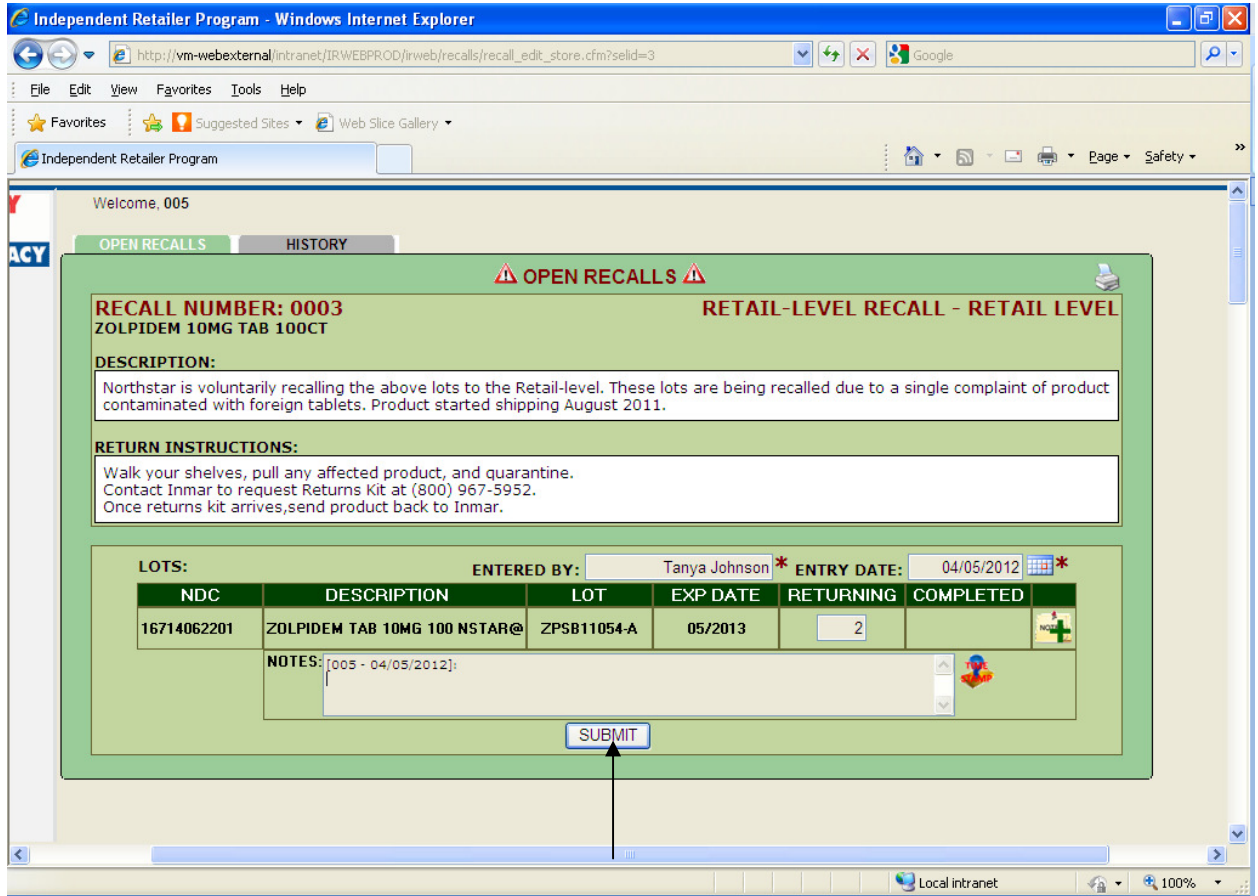 Independent Retailer Program - Windows Internet Explorer
http://vm-webexternal/intranet/IRWEBPROD/irweb/recalls/recall_edit_store.cfm?selid=3
Google
File Edit View Favorites Tools Help
Favorites Suggested Sites Web Slice Gallery
Independent Retailer Program Page Safety »
Y Welcome, 005
ACY OPEN RECALLS HISTORY
OPEN RECALLS
RECALL NUMBER: 0003 RETAIL-LEVEL RECALL - RETAIL LEVEL
ZOLPIDEM 10MG TAB 100CT
DESCRIPTION:
Northstar is voluntarily recalling the above lots to the Retail-level. These lots are being recalled due to a single complaint of product
contaminated with foreign tablets. Product started shipping August 2011.
RETURN INSTRUCTIONS:
Walk your shelves, pull any affected product, and quarantine.
Contact Inmar to request Returns Kit at (800) 967-5952.
Once returns kit arrives,send product back to Inmar.
LOTS: ENTERED BY: Tanya Johnson * ENTRY DATE: 04/05/2012 *
NDC DESCRIPTION LOT EXP DATE RETURNING COMPLETED
16714062201 ZOLPIDEM TAB 10MG 100 NSTAR@ ZPSB11054-A 05/2013 2
NOTES: [005 - 04/05/2012]:
TIME
STAMP
SUBMIT
Local intranet 100%